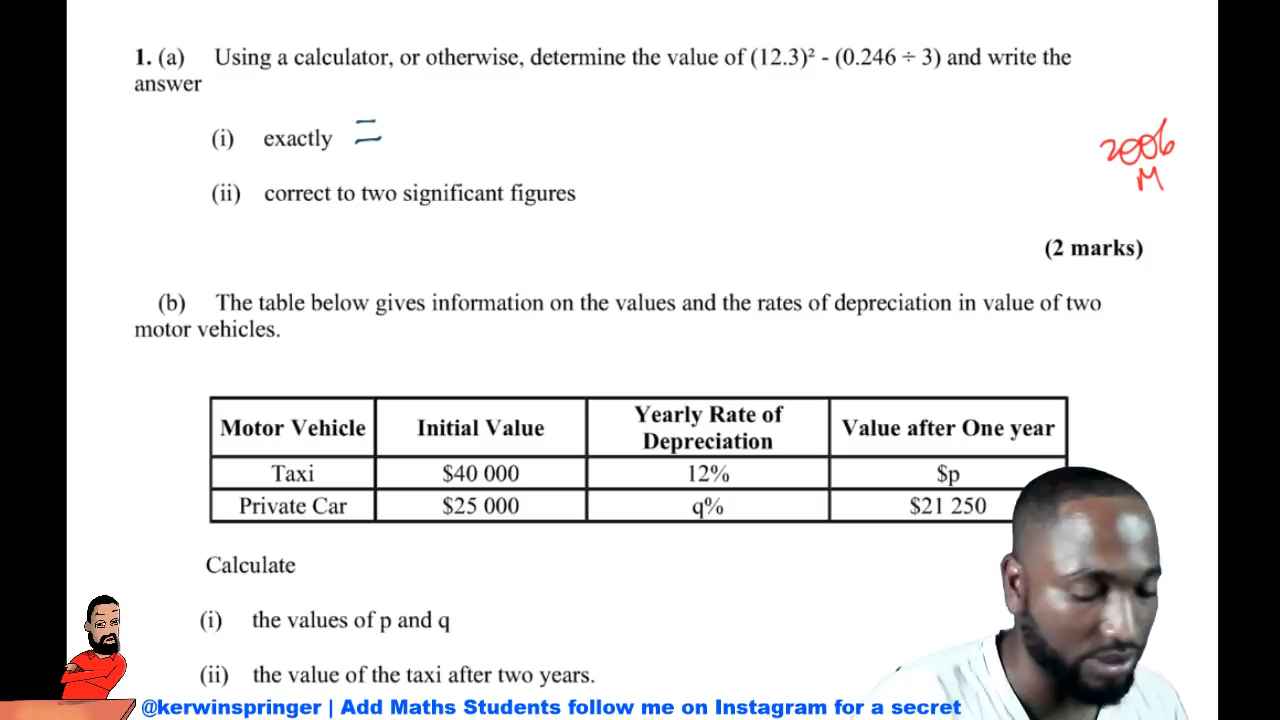 1. (a) Using a calculator, or otherwise, determine the value of (12.3)² - (0.246 ÷ 3) and write the
answer
(i) exactly =
2006
M
(ii) correct to two significant figures
(2 marks)
(b) The table below gives information on the values and the rates of depreciation in value of two
motor vehicles.
Motor Vehicle Initial Value Yearly Rate of Depreciation Value after One year
Taxi $40 000 12% $p
Private Car $25 000 q% $21 250
Calculate
(i) the values of p and q
(ii) the value of the taxi after two years.
@kerwinspringer | Add Maths Students follow me on Instagram for a secret